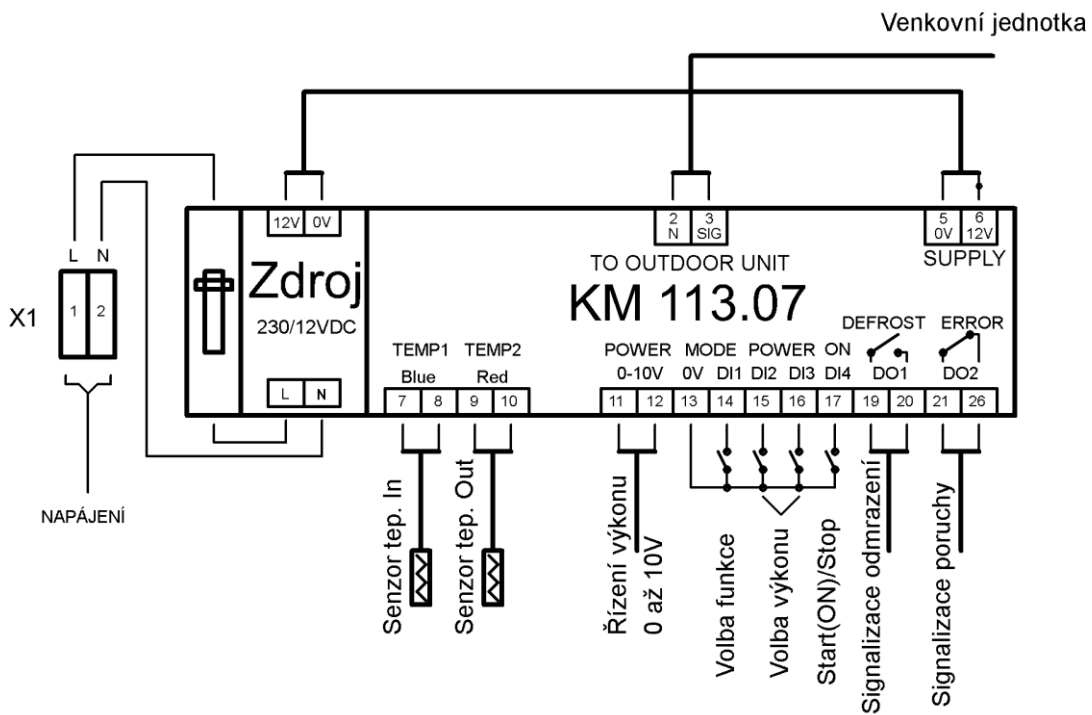 Venkovní jednotka
L N
X1
1 2
NAPÁJENÍ
12V 0V
Zdroj
230/12VDC
L N
2 3
N SIG
TO OUTDOOR UNIT
KM 113.07
5 6
0V 12V
SUPPLY
TEMP1 TEMP2
Blue Red
7 8 9 10
POWER MODE POWER ON
0-10V 0V DI1 DI2 DI3 DI4
DEFROST ERROR
DO1 DO2
11 12 13 14 15 16 17 19 20 21 26
Senzor tep. In
Senzor tep. Out
Řízení výkonu
0 až 10V
Volba funkce
Volba výkonu
Start(ON)/Stop
Signalizace odmrazení
Signalizace poruchy